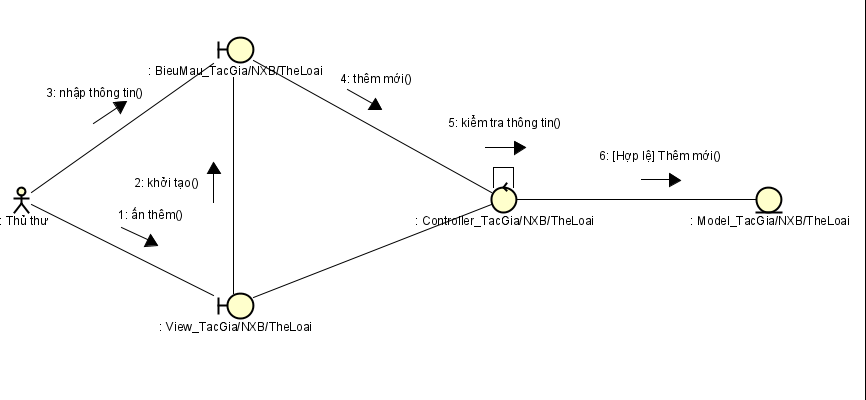 : BieuMau_TacGia/NXB/TheLoai
3: nhập thông tin()
4: thêm mới()
5: kiểm tra thông tin()
6: [Hợp lệ] Thêm mới()
2: khởi tạo()
1: ấn thêm()
: Thủ thư
: Controller_TacGia/NXB/TheLoai
: Model_TacGia/NXB/TheLoai
: View_TacGia/NXB/TheLoai